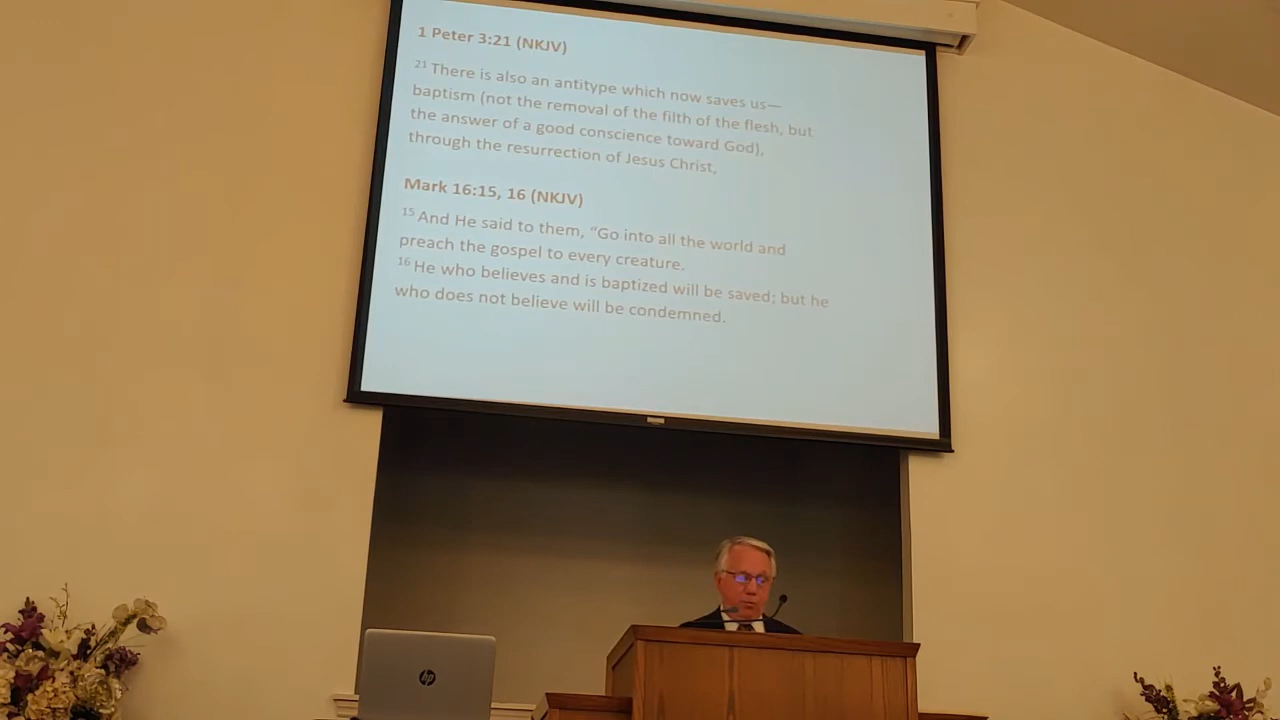 1 Peter 3:21 (NKJV)
21 There is also an antitype which now saves us—
baptism (not the removal of the filth of the flesh, but
the answer of a good conscience toward God),
through the resurrection of Jesus Christ,
Mark 16:15, 16 (NKJV)
15 And He said to them, “Go into all the world and
preach the gospel to every creature.
16 He who believes and is baptized will be saved; but he
who does not believe will be condemned.
hp